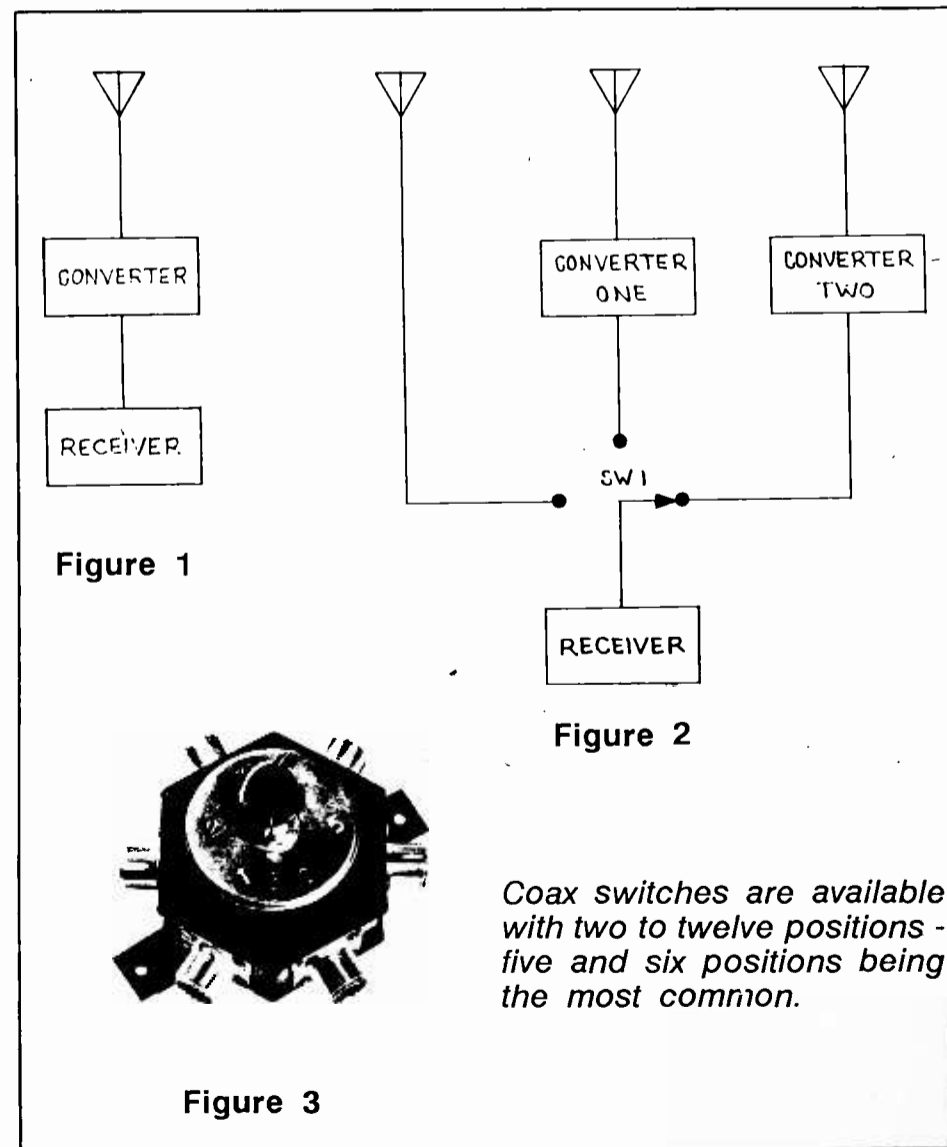 CONVERTER
RECEIVER
Figure 1
CONVERTER
ONE
CONVERTER
TWO
SW1
RECEIVER
Figure 2
Coax switches are available
with two to twelve positions -
five and six positions being
the most common.
Figure 3